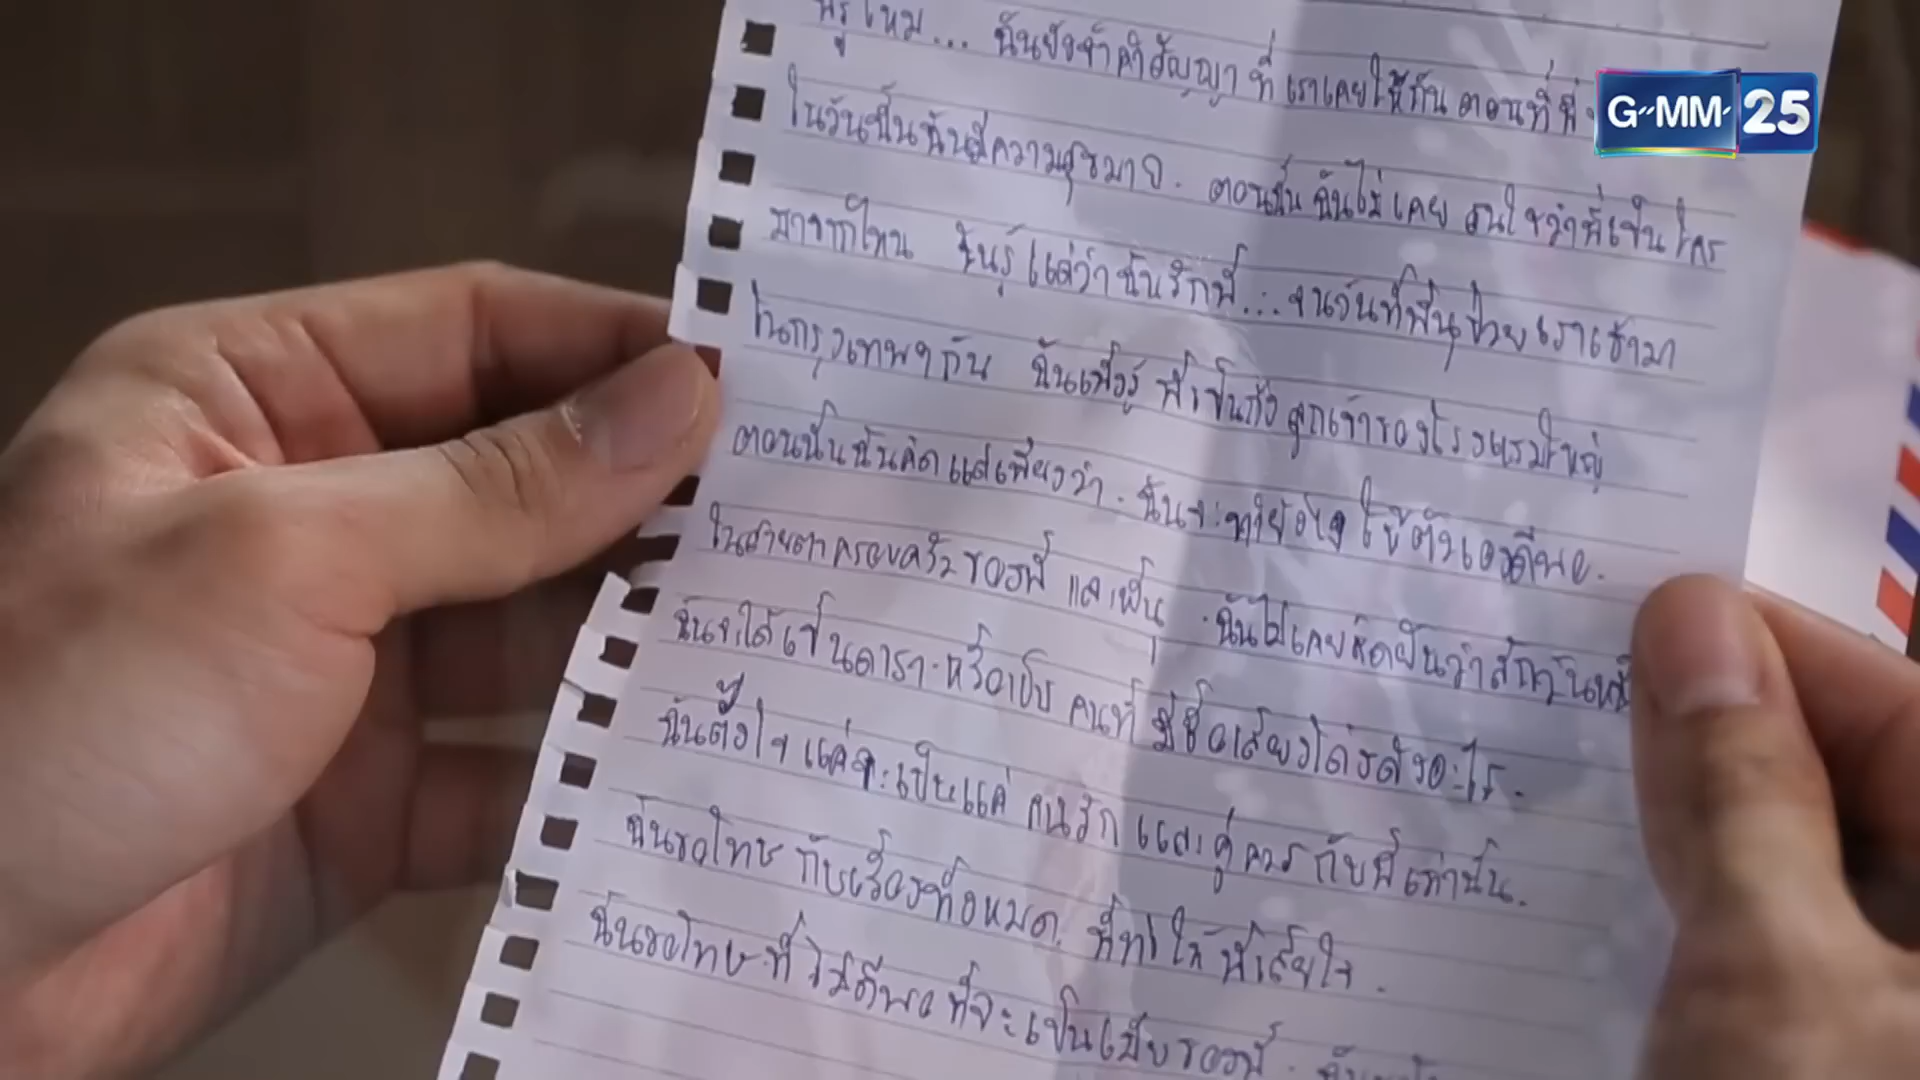 พี่รู้ไหม... ฉันยังจำคำสัญญาที่เราเคยให้กัน ตอนที่พี่
GMM 25
ในวันนั้นฉันมีความสุขมาก. ตอนนั้นฉันไม่เคยสนใจว่าพี่เป็นใคร
มาจากไหน ฉันรู้แต่ว่าฉันรักพี่...จนวันที่พี่นุป่วยเราเข้ามา
ในกรุงเทพฯกัน ฉันเพิ่งรู้ พี่เป็นถึงลูกเจ้าของโรงแรมใหญ่
ตอนนั้นฉันคิดแต่เพียงว่า. ฉันจะทำยังไงให้ตัวเองดีพอ.
ในสายตาครอบครัวของพี่ และพี่นุ. ฉันไม่เคยคิดฝันว่าสักวันหนึ่
ฉันจะได้เป็นดารา. หรือเป็นคนที่มีชื่อเสียงโด่งดังอะไร.
ฉันตั้งใจแค่จะเป็นแค่ คนรัก และคู่ควรกับพี่เท่านั้น.
ฉันขอโทษ กับเรื่องทั้งหมด. ที่ทำให้พี่เสียใจ.
ฉันขอโทษ.ที่ไม่ดีพอที่จะเป็นเมียของพี่.